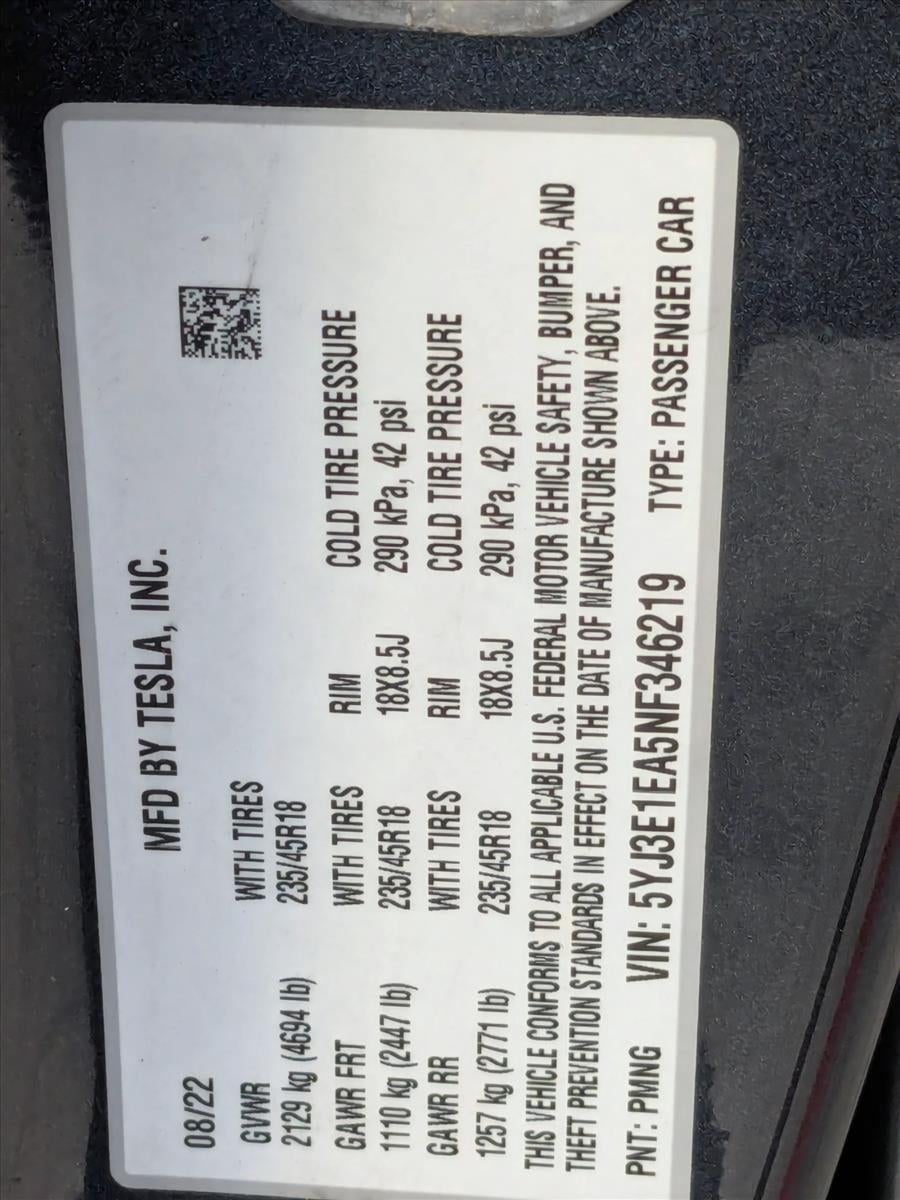 MFD BY TESLA, INC.
08/22
GVWR WITH TIRES
2129 kg (4694 lb) 235/45R18
GAWR FRT WITH TIRES RIM COLD TIRE PRESSURE
1110 kg (2447 lb) 235/45R18 18X8.5J 290 kPa, 42 psi
GAWR RR WITH TIRES RIM COLD TIRE PRESSURE
1257 kg (2771 lb) 235/45R18 18X8.5J 290 kPa, 42 psi
THIS VEHICLE CONFORMS TO ALL APPLICABLE U.S. FEDERAL MOTOR VEHICLE SAFETY, BUMPER, AND
THEFT PREVENTION STANDARDS IN EFFECT ON THE DATE OF MANUFACTURE SHOWN ABOVE.
PNT: PMNG VIN: 5YJ3E1EA5NF346219 TYPE: PASSENGER CAR